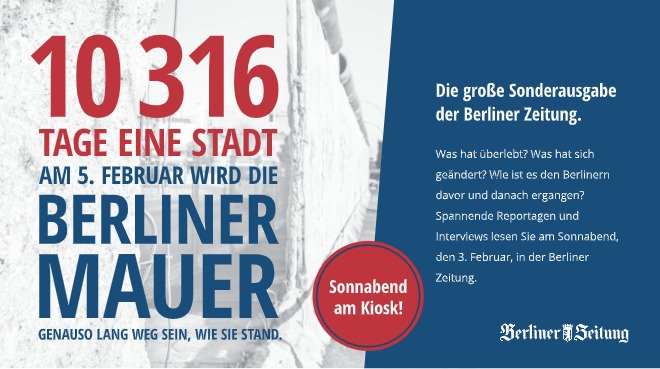 10 316
TAGE EINE STADT
AM 5. FEBRUAR WIRD DIE
BERLINER
MAUER
GENAUSO LANG WEG SEIN, WIE SIE STAND.
Sonnabend
am Kiosk!
Die große Sonderausgabe
der Berliner Zeitung.
Was hat überlebt? Was hat sich
geändert? Wie ist es den Berlinern
davor und danach ergangen?
Spannende Reportagen und
Interviews lesen Sie am Sonnabend,
den 3. Februar, in der Berliner
Zeitung.
Berliner Zeitung